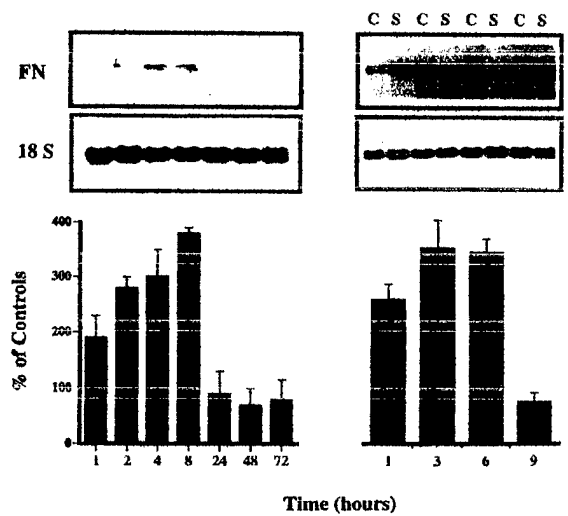 C S C S C S C S
FN
18 S
% of Controls
400
300
200
100
0
1 2 4 8 24 48 72
1 3 6 9
Time (hours)